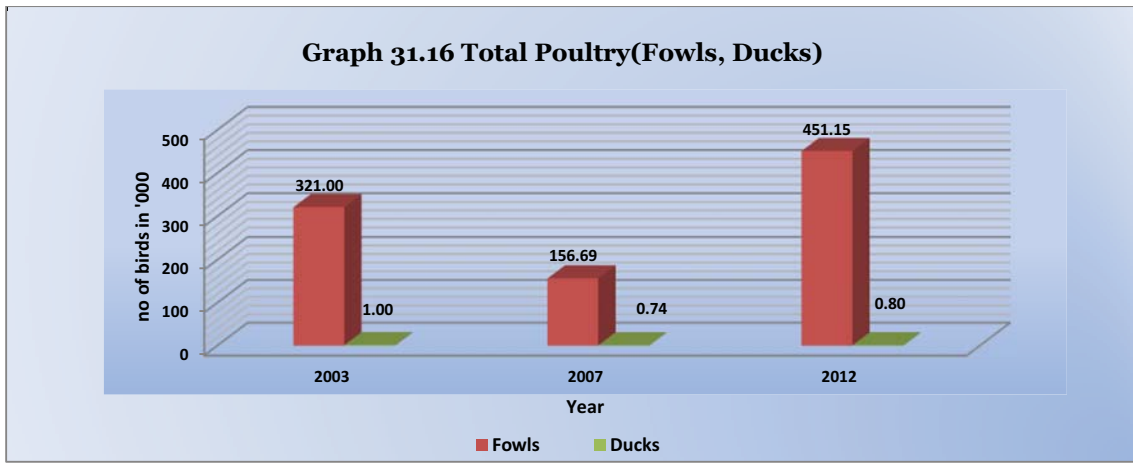 Graph 31.16 Total Poultry(Fowls, Ducks)
no of birds in '000
500
400
300
200
100
0
321.00
1.00
156.69
0.74
451.15
0.80
2003 2007 2012
Year
Fowls Ducks